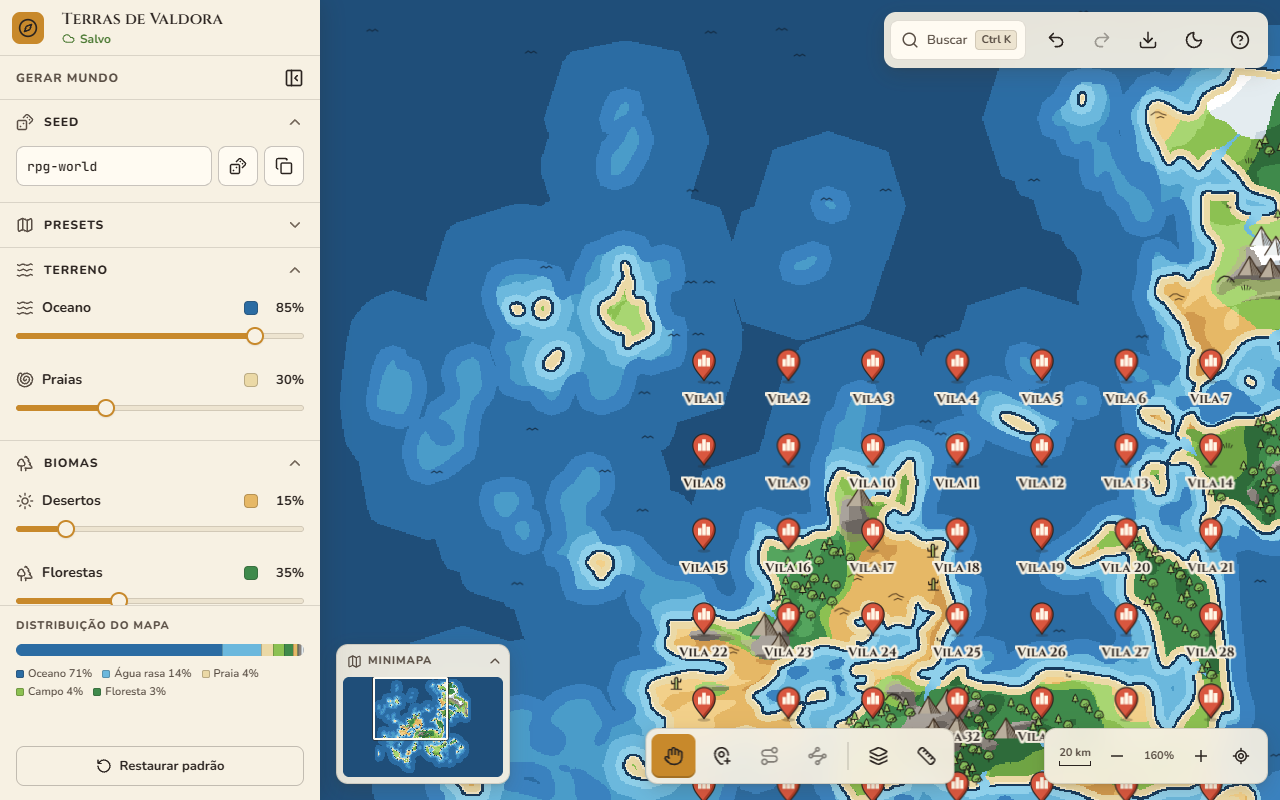 Terras de Valdora
Salvo
GERAR MUNDO
SEED
rpg-world
PRESETS
TERRENO
Oceano 85%
Praias 30%
BIOMAS
Desertos 15%
Florestas 35%
DISTRIBUIÇÃO DO MAPA
Oceano 71% Água rasa 14% Praia 4%
Campo 4% Floresta 3%
Restaurar padrão
Buscar Ctrl K
VILA 1 VILA 2 VILA 3 VILA 4 VILA 5 VILA 6 VILA 7
VILA 8 VILA 9 VILA 10 VILA 11 VILA 12 VILA 13 VILA 14
VILA 15 VILA 16 VILA 17 VILA 18 VILA 19 VILA 20 VILA 21
VILA 22 VILA 23 VILA 24 VILA 25 VILA 26 VILA 27 VILA 28
MINIMAPA
20 km 160%